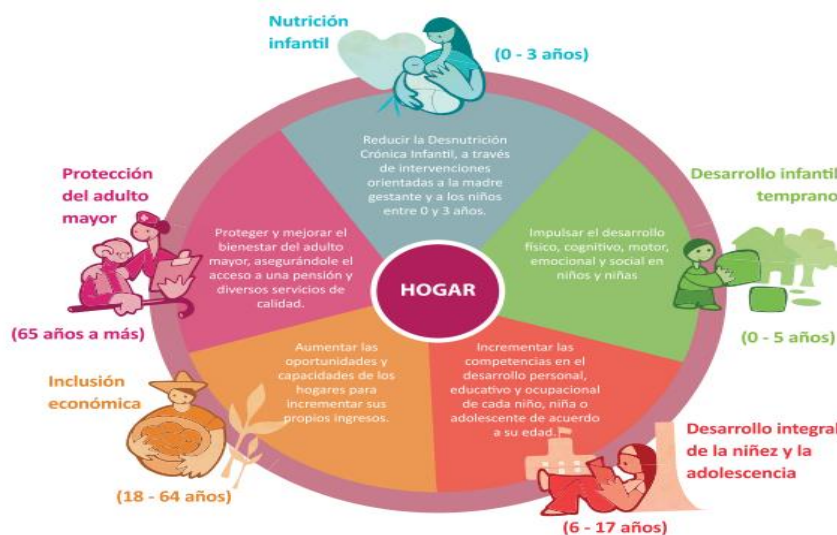 Nutrición
infantil
(0 - 3 años)
Reducir la Desnutrición
Crónica Infantil, a través
de intervenciones
orientadas a la madre
gestante y a los niños
entre 0 y 3 años.
Desarrollo infantil
temprano
Impulsar el desarrollo
físico, cognitivo, motor,
emocional y social en
niños y niñas
(0 - 5 años)
Protección
del adulto
mayor
Proteger y mejorar el
bienestar del adulto
mayor, asegurándole el
acceso a una pensión y
diversos servicios de
calidad.
(65 años a más)
HOGAR
Inclusión
económica
Aumentar las
oportunidades y
capacidades de los
hogares para
incrementar sus
propios ingresos.
(18 - 64 años)
Incrementar las
competencias en el
desarrollo personal,
educativo y ocupacional
de cada niño, niña o
adolescente de acuerdo
a su edad.
Desarrollo integral
de la niñez y la
adolescencia
(6 - 17 años)